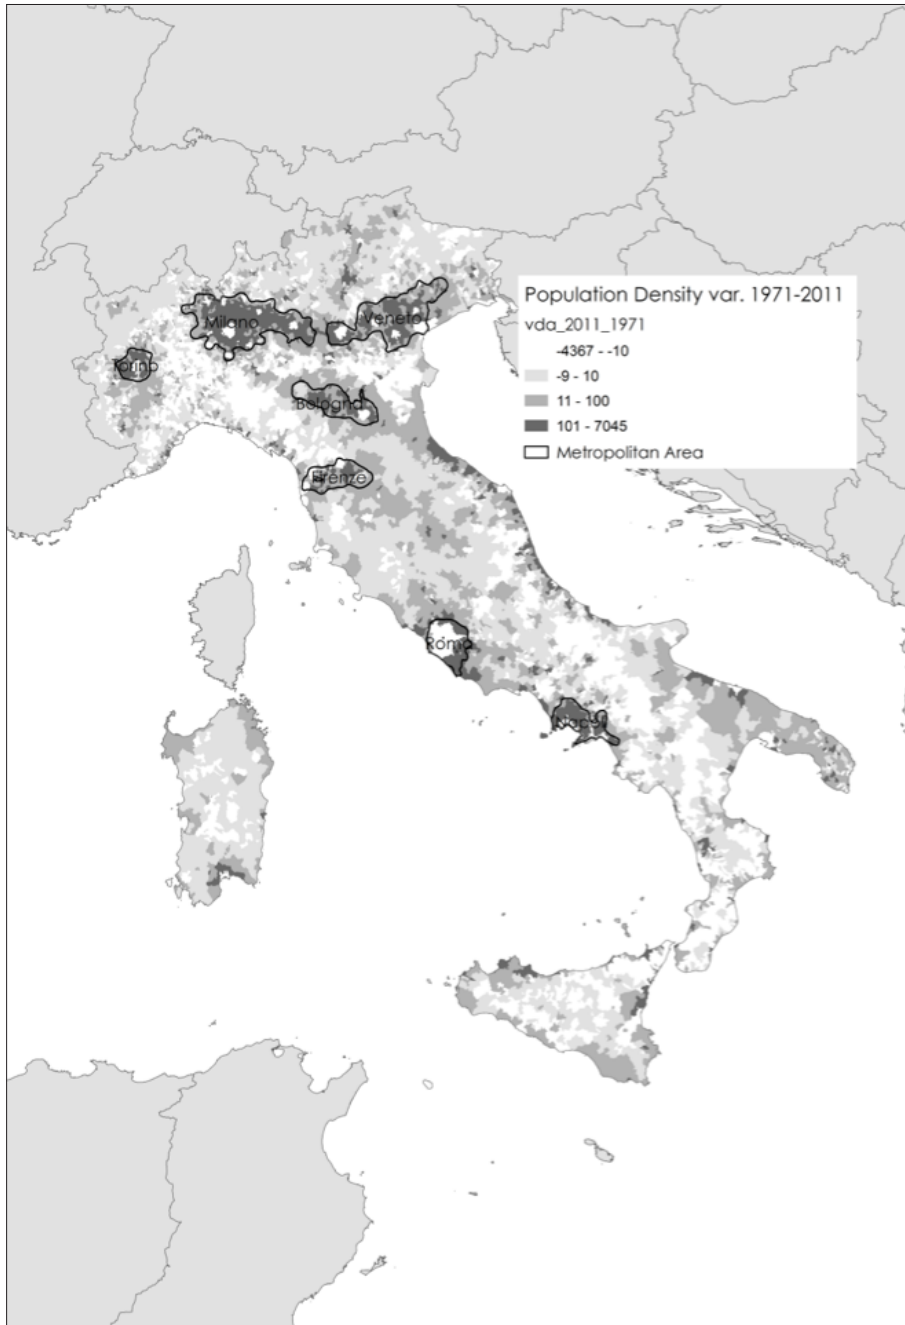 Population Density var. 1971-2011
vda_2011_1971
-4367 - -10
-9 - 10
11 - 100
101 - 7045
Metropolitan Area
Milano
Veneto
Torino
Bologna
Firenze
Roma
Napoli